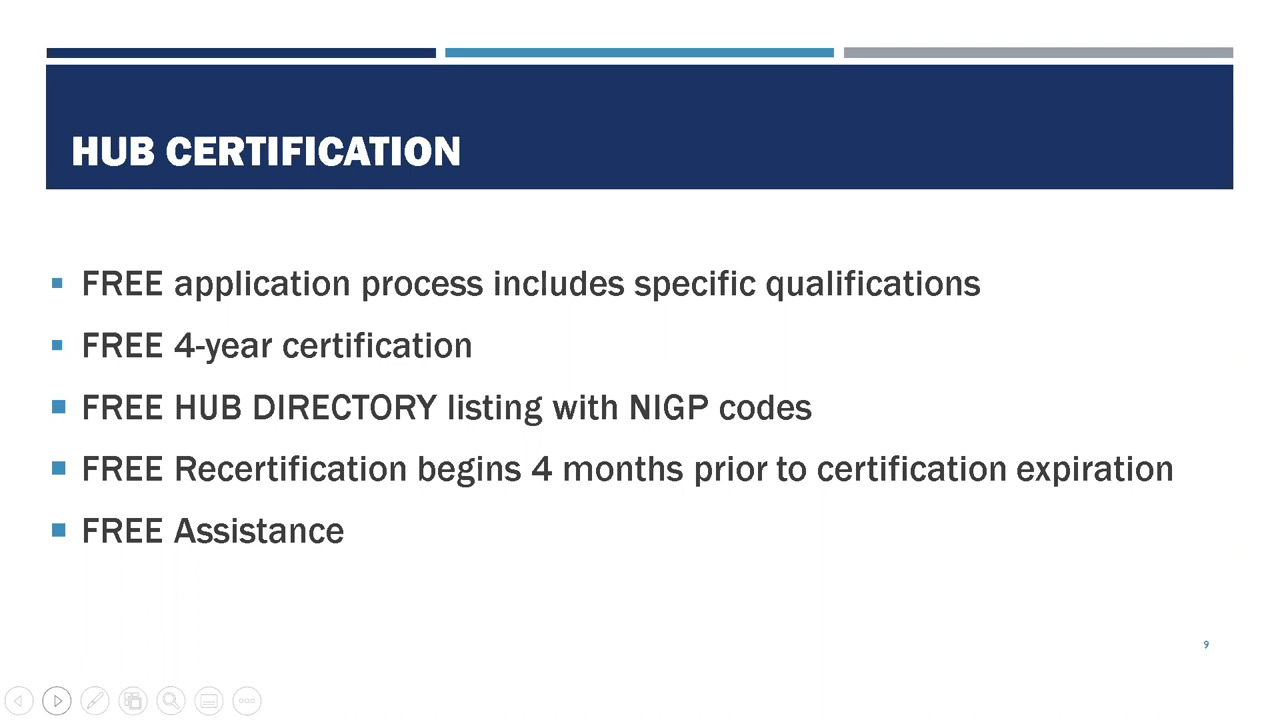 HUB CERTIFICATION
FREE application process includes specific qualifications
FREE 4-year certification
FREE HUB DIRECTORY listing with NIGP codes
FREE Recertification begins 4 months prior to certification expiration
FREE Assistance
9